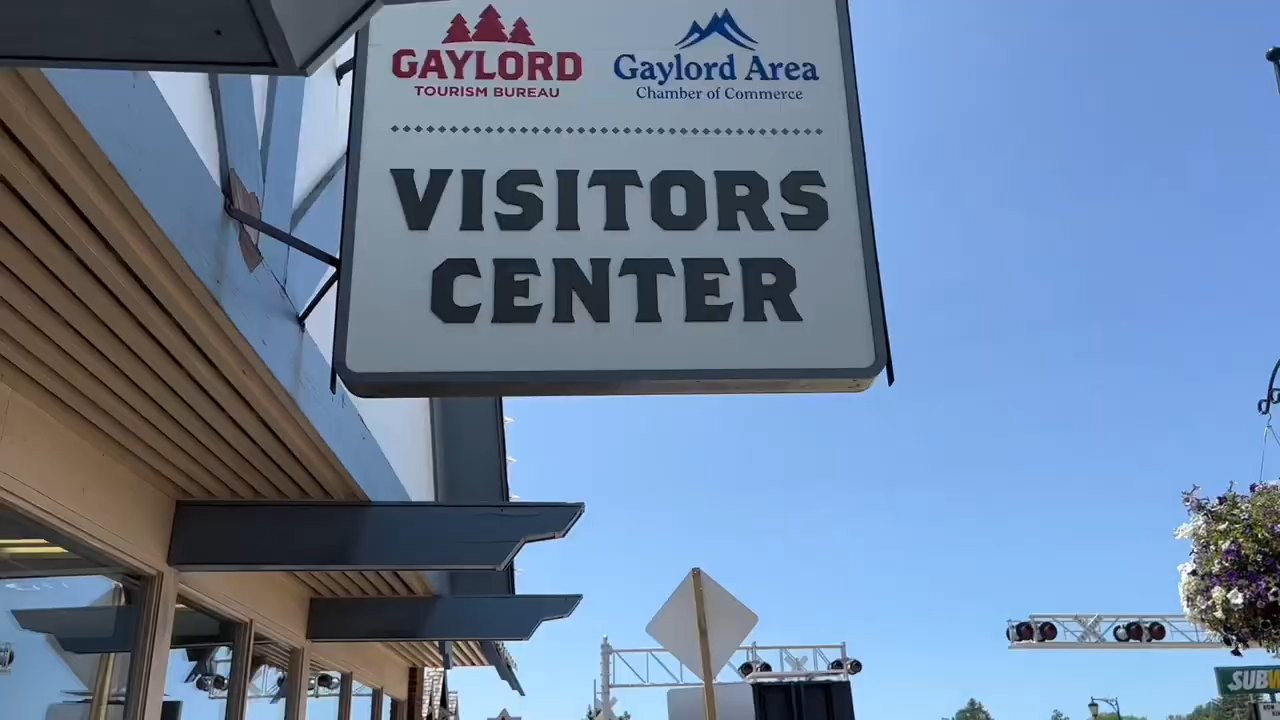 GAYLORD
TOURISM BUREAU
Gaylord Area
Chamber of Commerce
VISITORS
CENTER